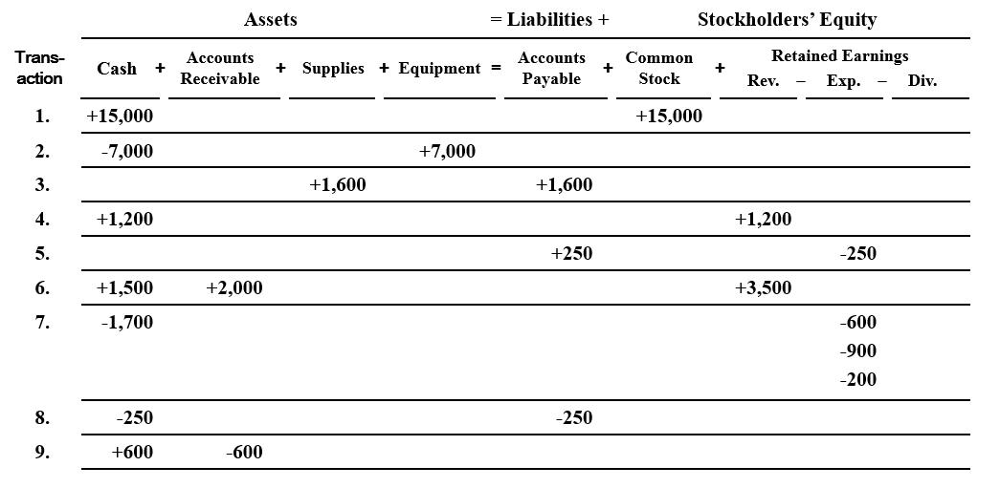 Assets = Liabilities + Stockholders’ Equity
Trans-
action
Cash + Accounts Receivable + Supplies + Equipment = Accounts Payable + Common Stock + Retained Earnings
Rev. – Exp. – Div.
1. +15,000 +15,000
2. -7,000 +7,000
3. +1,600 +1,600
4. +1,200 +1,200
5. +250 -250
6. +1,500 +2,000 +3,500
7. -1,700 -600
-900
-200
8. -250 -250
9. +600 -600